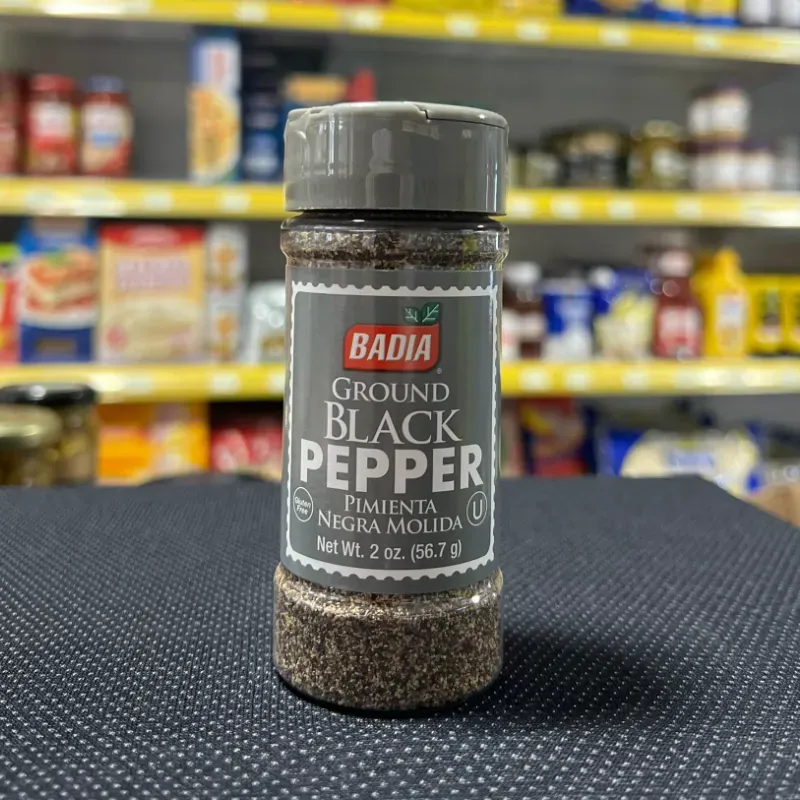 BADIA
GROUND
BLACK
PEPPER
PIMIENTA
NEGRA MOLIDA
Gluten
Free
U
Net Wt. 2 oz. (56.7 g)